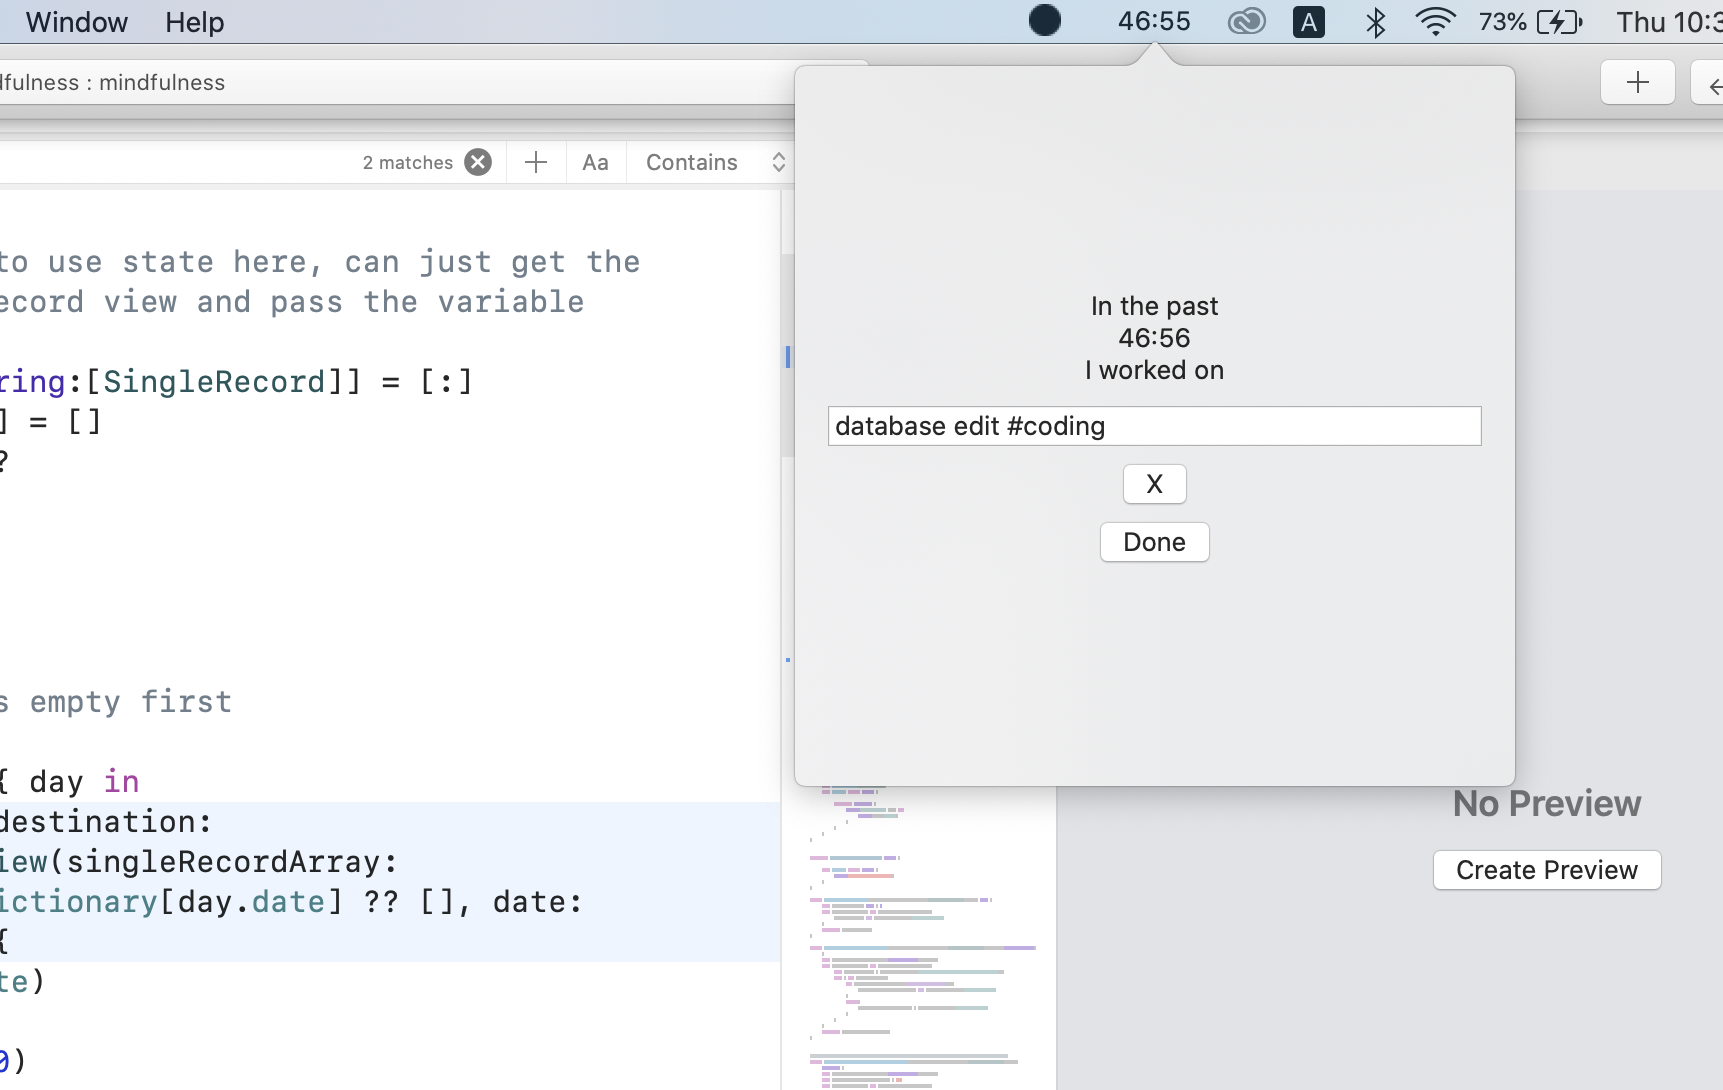 Window Help 46:55 A 73% Thu 10:3
dfulness : mindfulness
2 matches Aa Contains
to use state here, can just get the
ecord view and pass the variable
ring:[SingleRecord]] = [:]
] = []
?
s empty first
{ day in
destination:
iew(singleRecordArray:
ictionary[day.date] ?? [], date:
{
te)
0)
In the past
46:56
I worked on
database edit #coding
X
Done
No Preview
Create Preview